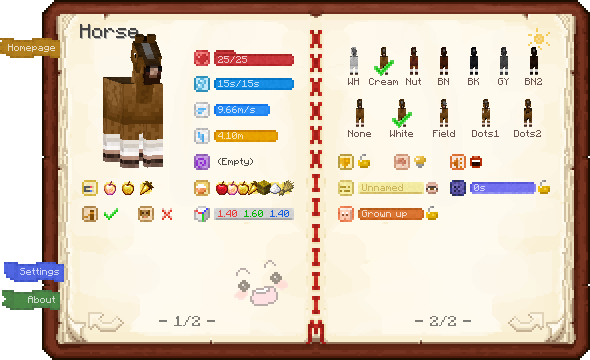 Horse
Homepage
25/25
15s/15s
9.66m/s
4.10m
(Empty)
1.40 1.60 1.40
Settings
About
- 1/2 -
WH Cream Nut BN BK GY BN2
None White Field Dots1 Dots2
Unnamed
0s
Grown up
- 2/2 -